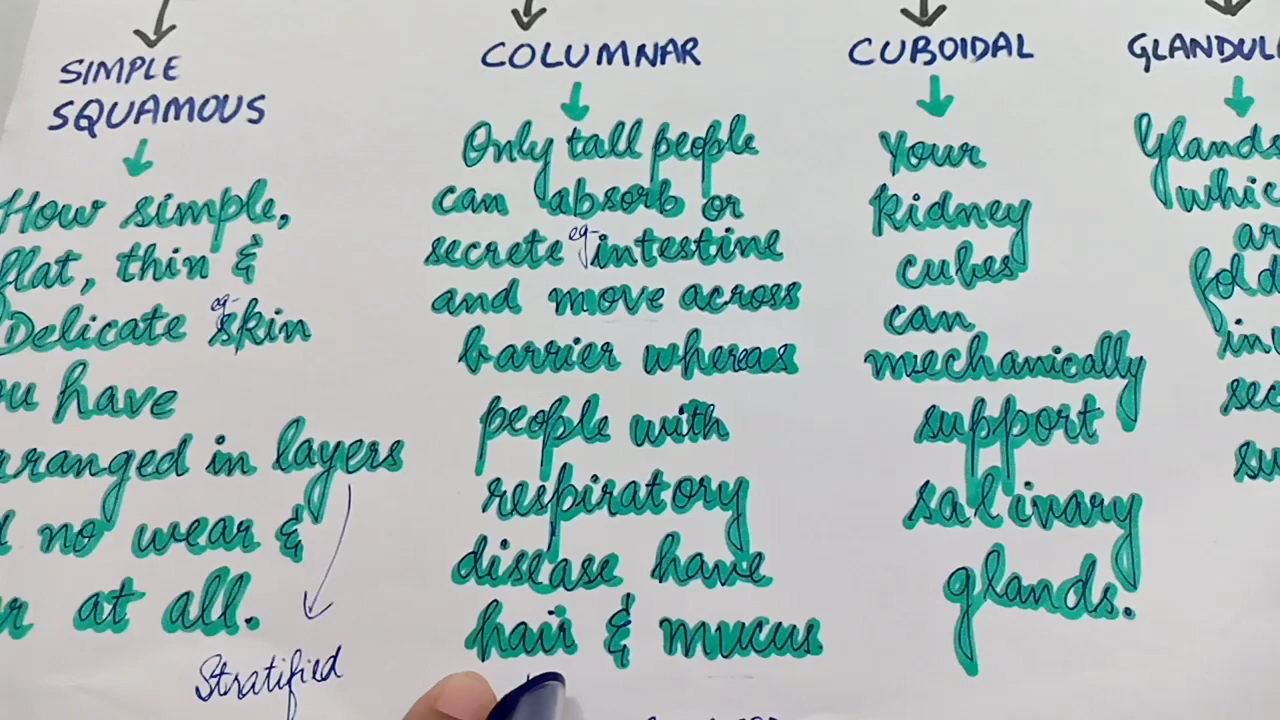 SIMPLE
SQUAMOUS
How simple,
flat, thin &
Delicate eg- skin
have
arranged in layers
no wear &
at all.
Stratified
COLUMNAR
Only tall people
can absorb or
secrete eg- intestine
and move across
barrier whereas
people with
respiratory
disease have
hair & mucus
CUBOIDAL
Your
kidney
cubes
can
mechanically
support
salivary
glands.
GLANDUL
Glands
whic
ar
fold
int
sec
su